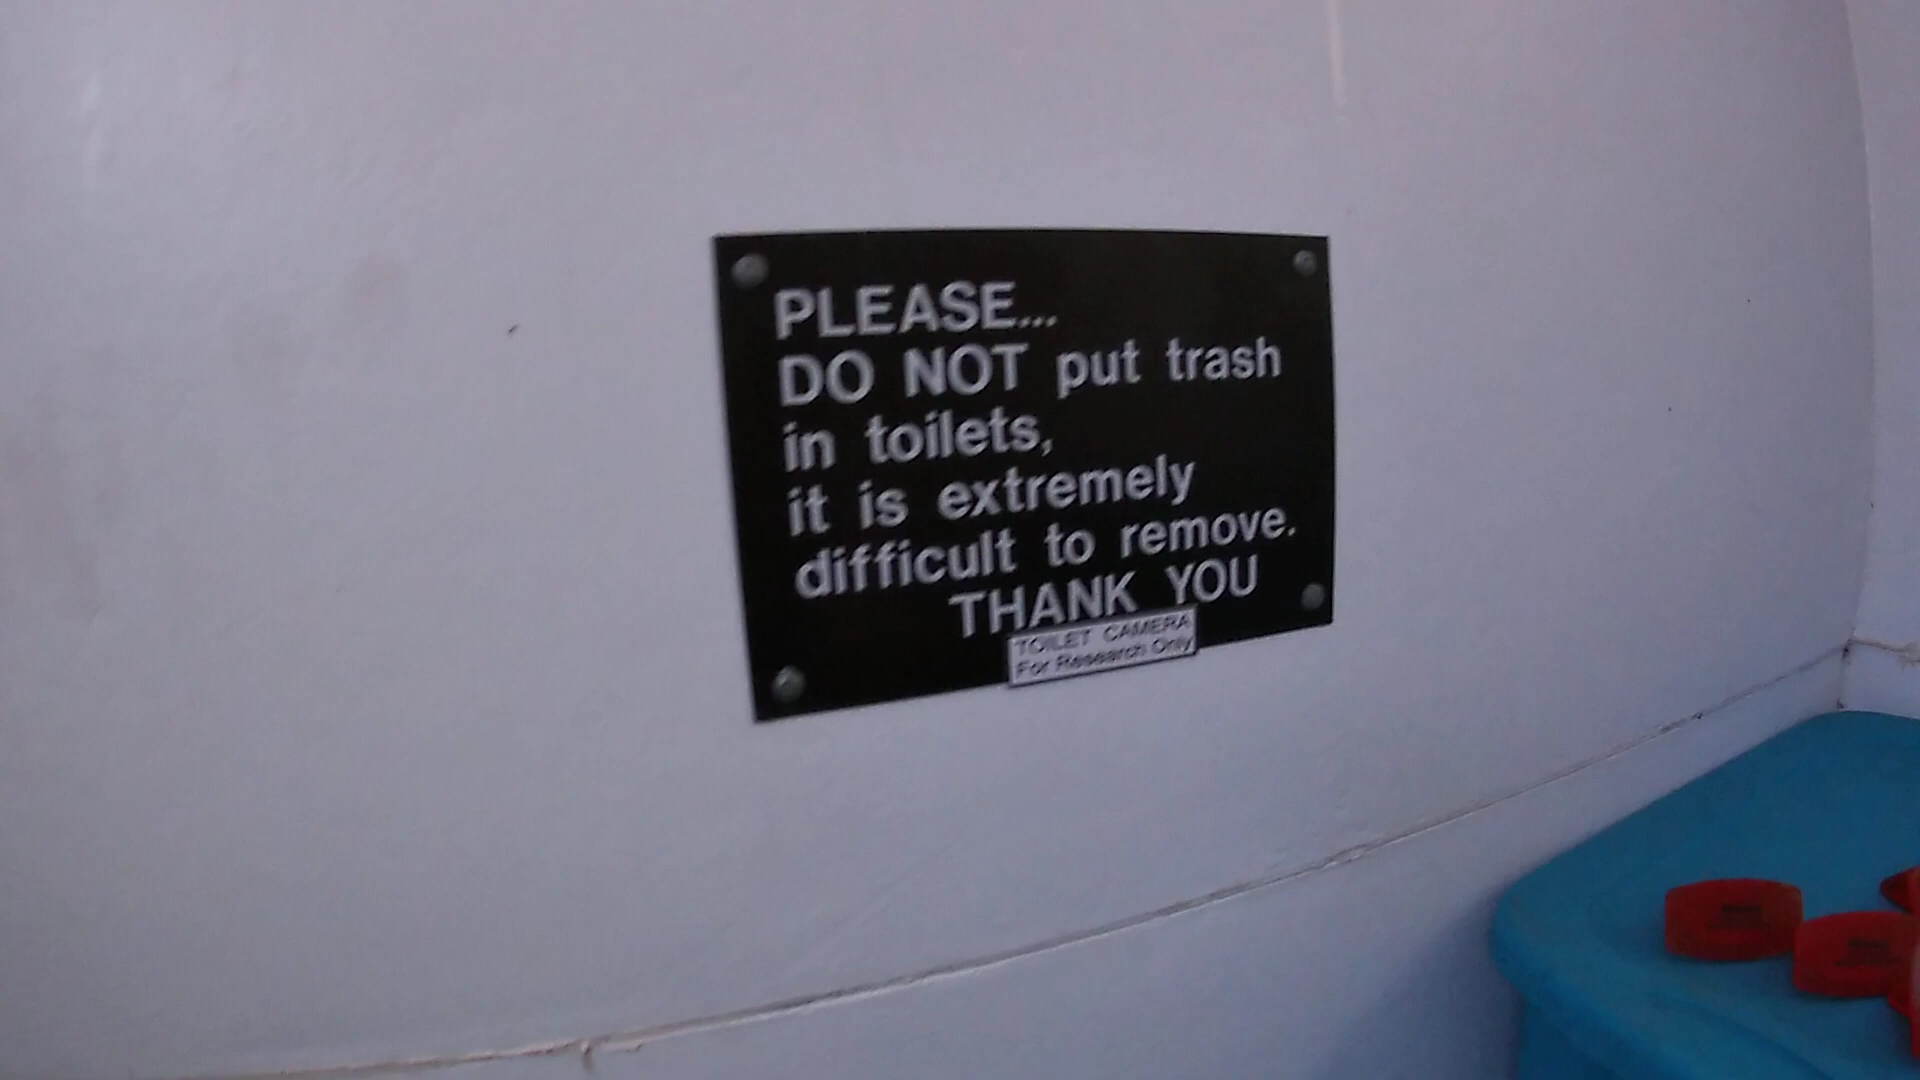 PLEASE...
DO NOT put trash
in toilets,
it is extremely
difficult to remove.
THANK YOU
TOILET CAMERA
For Research Only